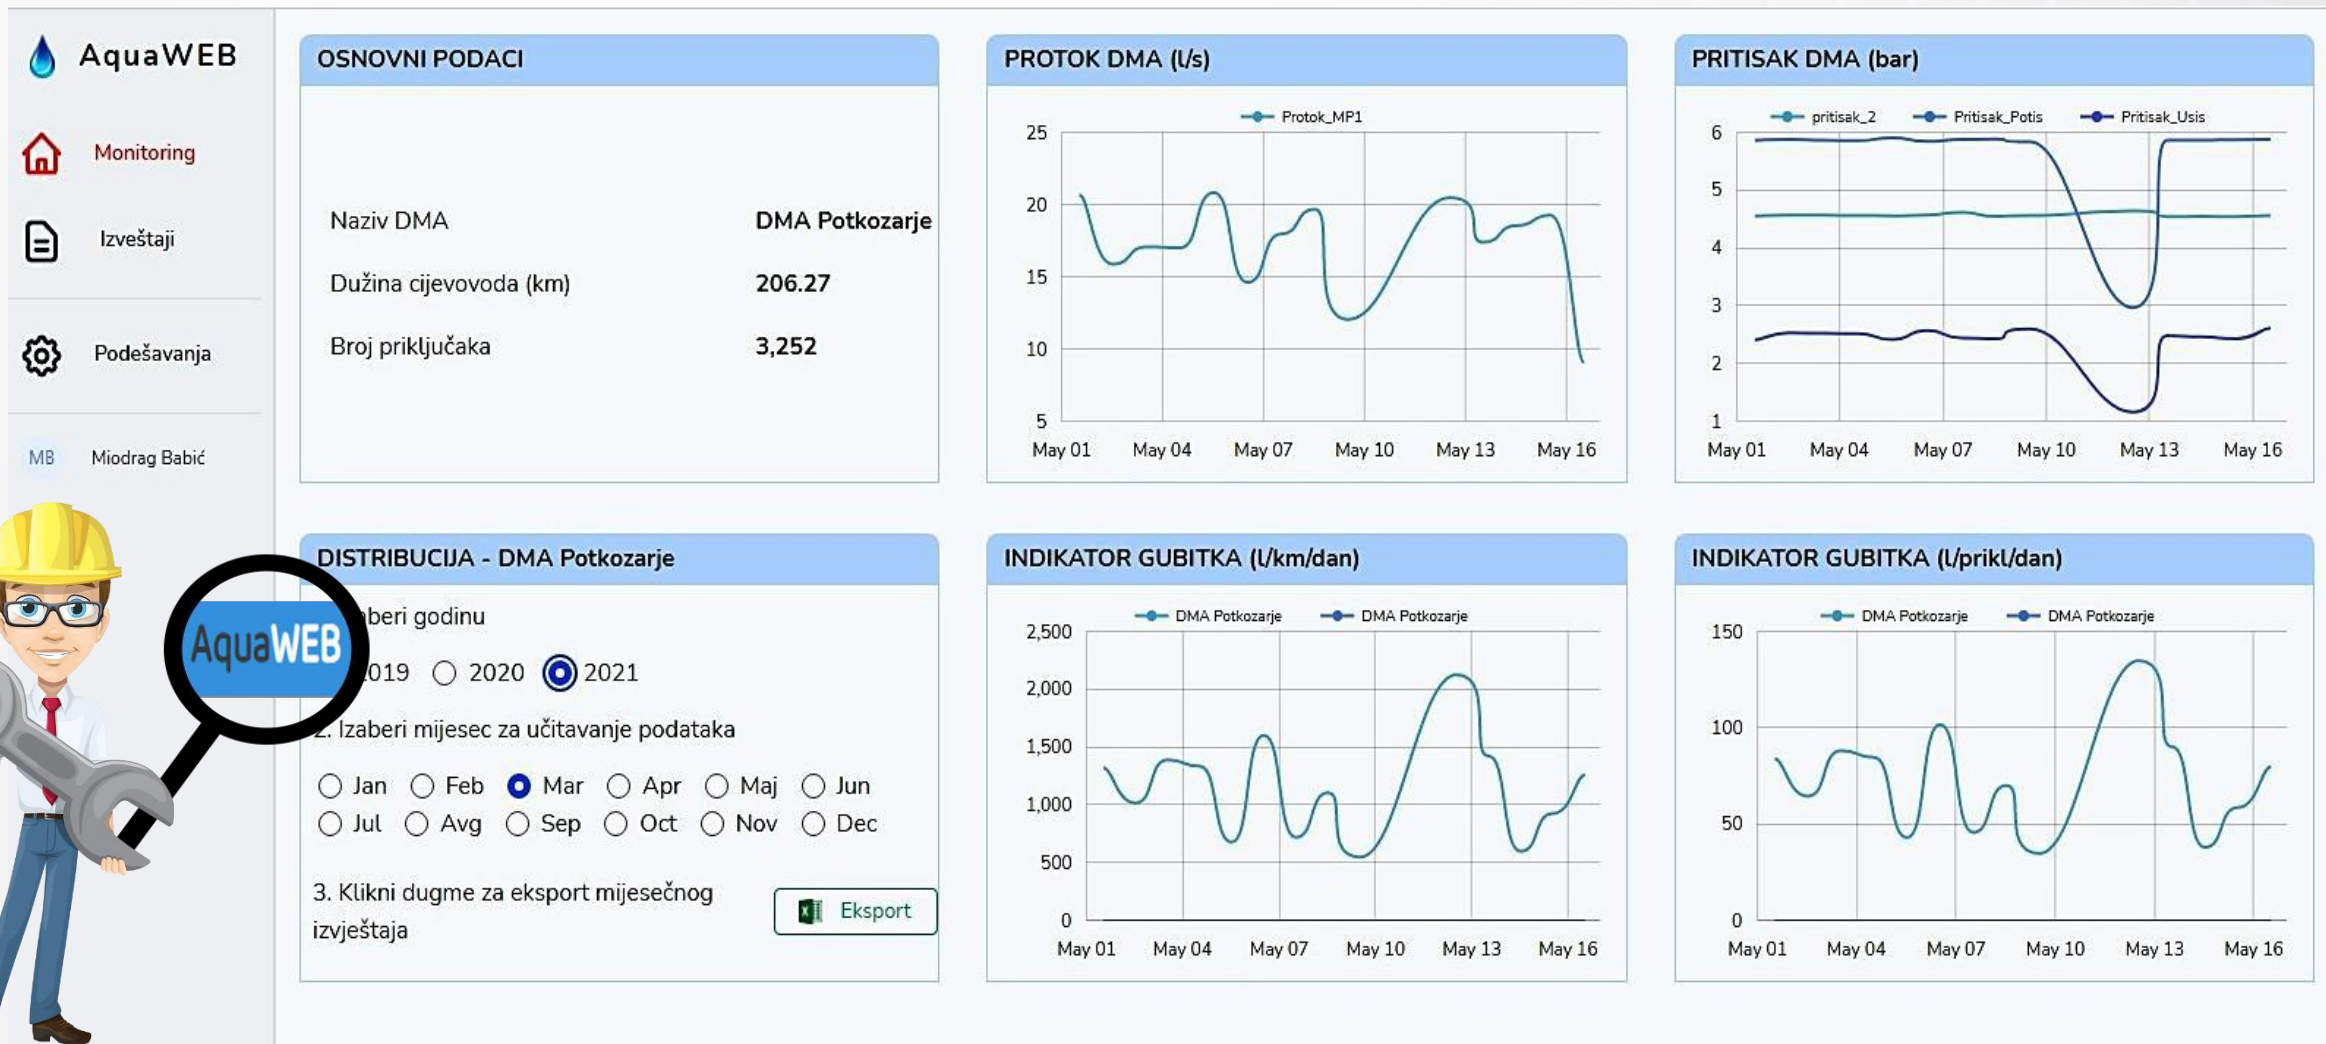 AquaWEB
Monitoring
Izveštaji
Podešavanja
MB Miodrag Babić
AquaWEB
OSNOVNI PODACI
Naziv DMA DMA Potkozarje
Dužina cijevovoda (km) 206.27
Broj priključaka 3,252
PROTOK DMA (l/s)
Protok_MP1
25
20
15
10
5
May 01 May 04 May 07 May 10 May 13 May 16
PRITISAK DMA (bar)
pritisak_2 Pritisak_Potis Pritisak_Usis
6
5
4
3
2
1
May 01 May 04 May 07 May 10 May 13 May 16
DISTRIBUCIJA - DMA Potkozarje
beri godinu
019 2020 2021
2. Izaberi mijesec za učitavanje podataka
Jan Feb Mar Apr Maj Jun
Jul Avg Sep Oct Nov Dec
3. Klikni dugme za eksport mijesečnog
izvještaja
Eksport
INDIKATOR GUBITKA (l/km/dan)
DMA Potkozarje DMA Potkozarje
2,500
2,000
1,500
1,000
500
0
May 01 May 04 May 07 May 10 May 13 May 16
INDIKATOR GUBITKA (l/prikl/dan)
DMA Potkozarje DMA Potkozarje
150
100
50
0
May 01 May 04 May 07 May 10 May 13 May 16